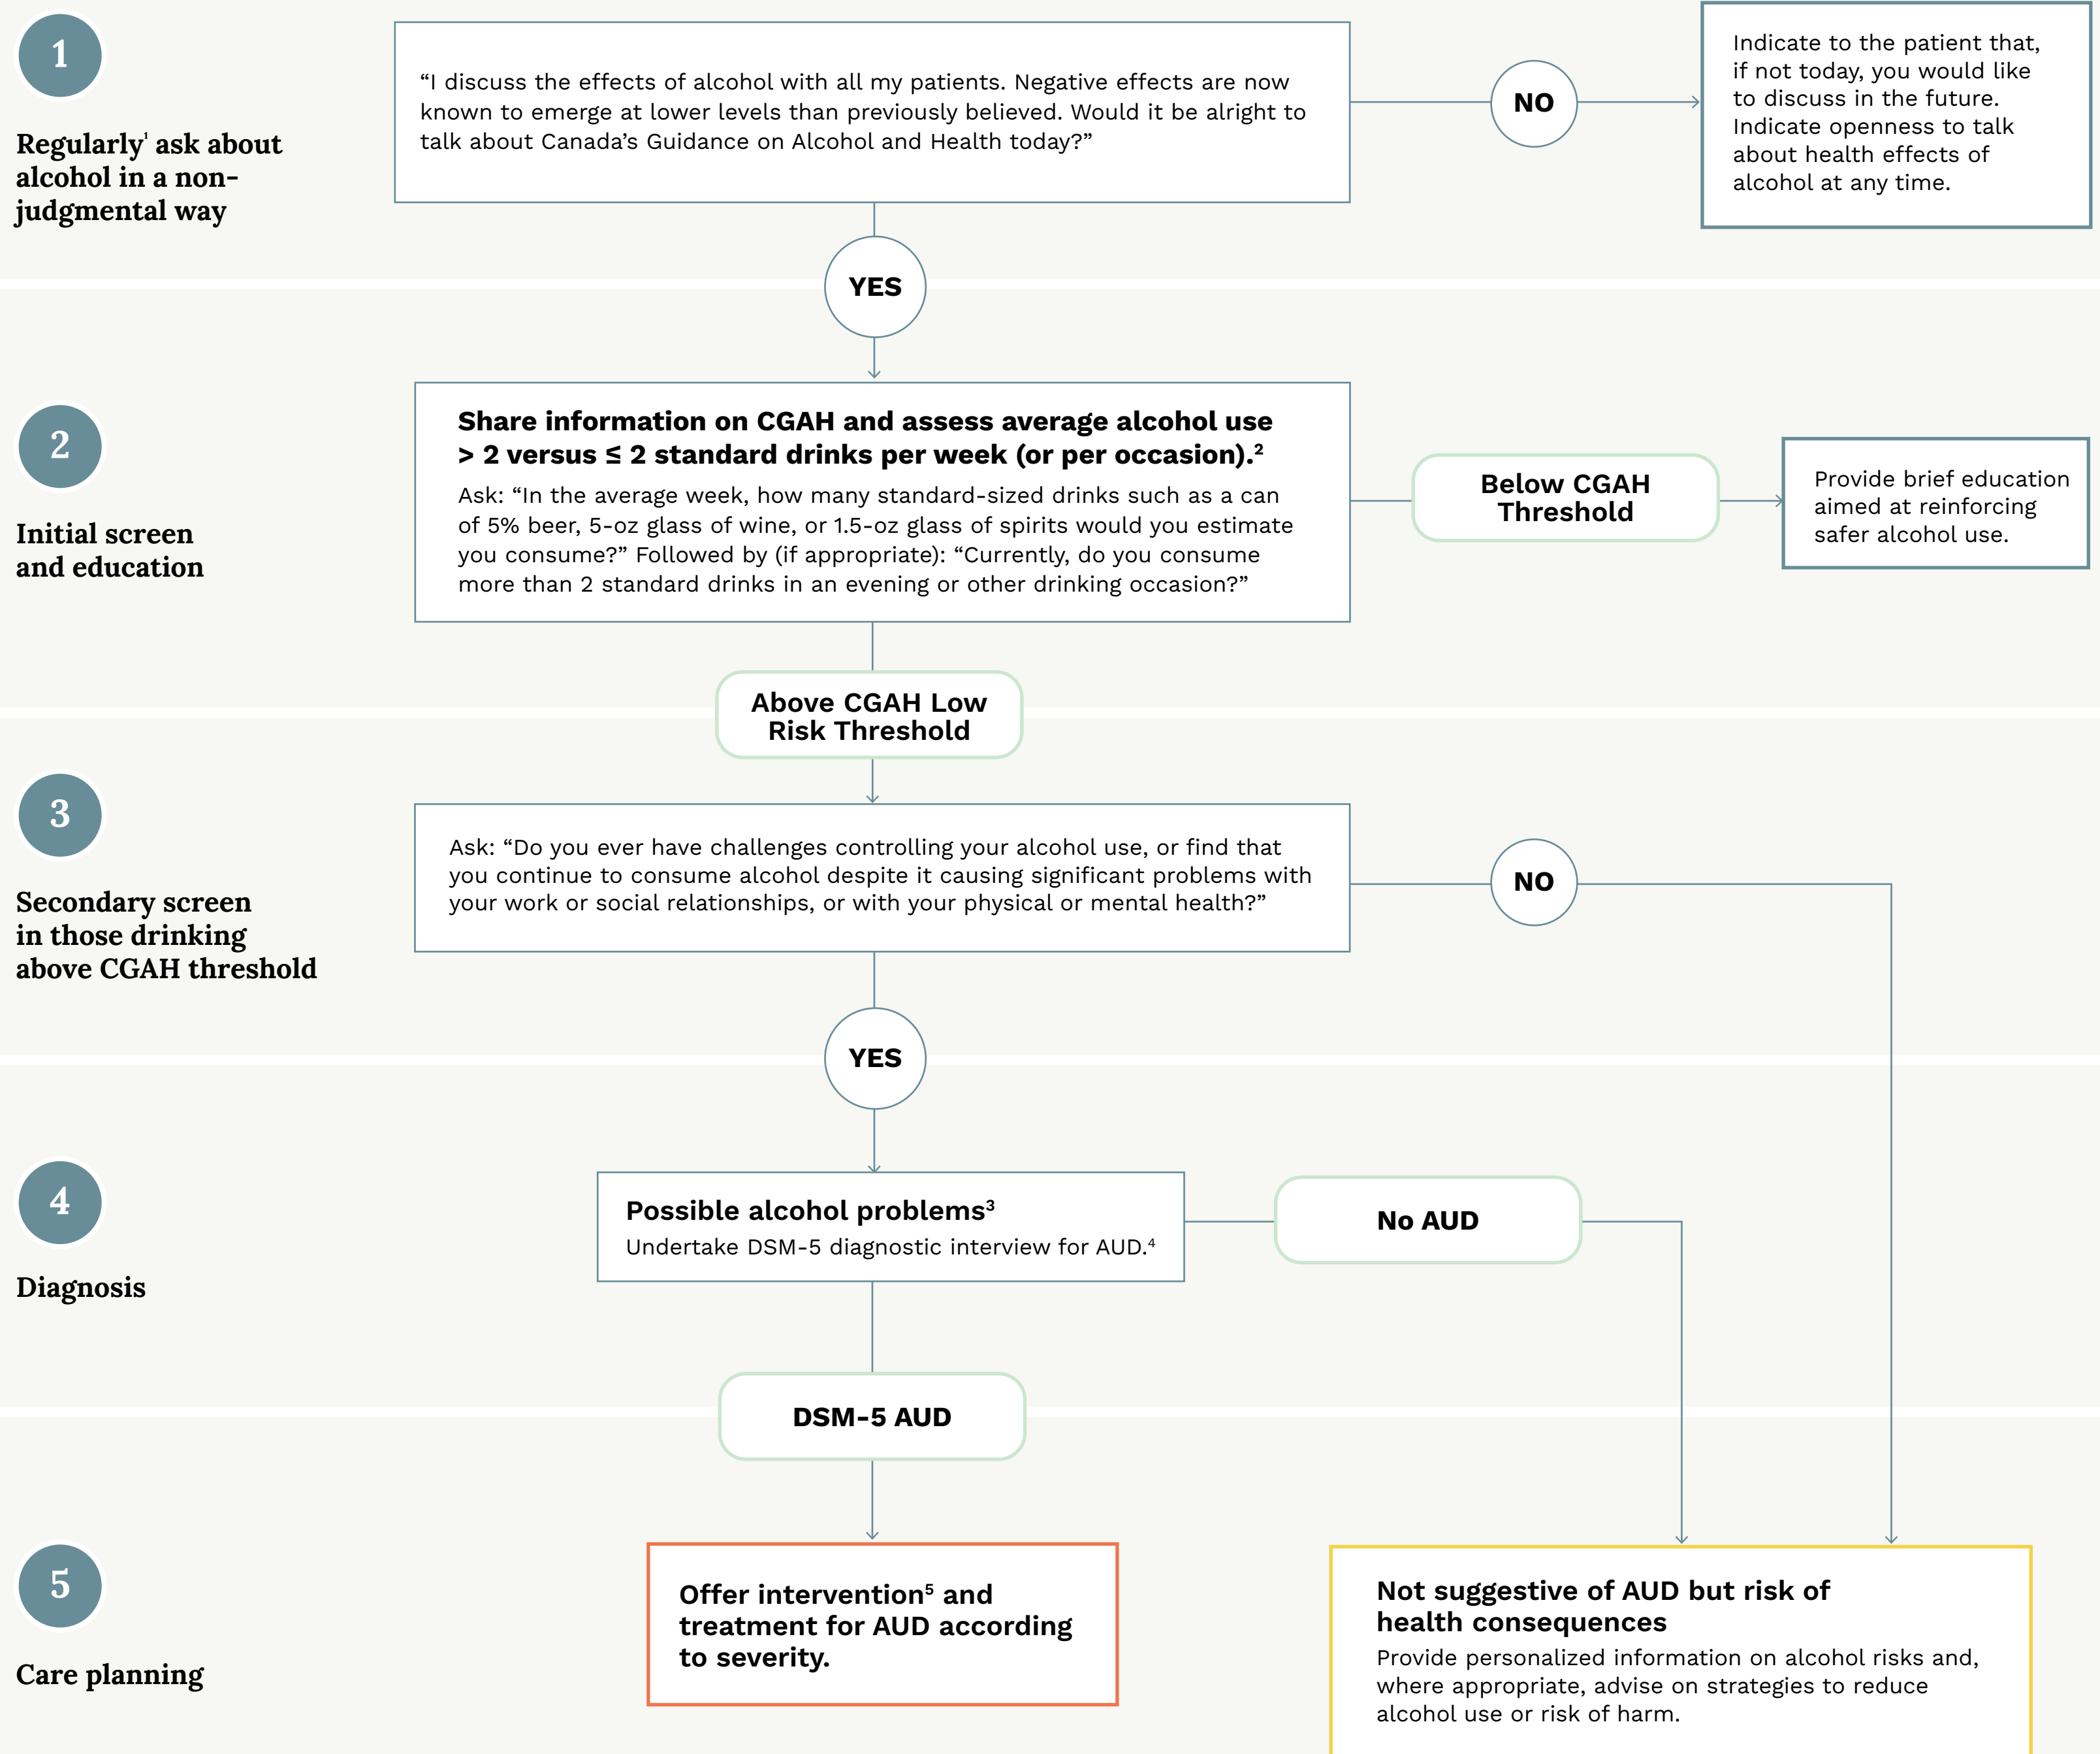 1
Regularly¹ ask about
alcohol in a non-
judgmental way
“I discuss the effects of alcohol with all my patients. Negative effects are now
known to emerge at lower levels than previously believed. Would it be alright to
talk about Canada’s Guidance on Alcohol and Health today?”
NO
Indicate to the patient that,
if not today, you would like
to discuss in the future.
Indicate openness to talk
about health effects of
alcohol at any time.
YES
2
Initial screen
and education
Share information on CGAH and assess average alcohol use
> 2 versus ≤ 2 standard drinks per week (or per occasion).²
Ask: “In the average week, how many standard-sized drinks such as a can
of 5% beer, 5-oz glass of wine, or 1.5-oz glass of spirits would you estimate
you consume?” Followed by (if appropriate): “Currently, do you consume
more than 2 standard drinks in an evening or other drinking occasion?”
Below CGAH
Threshold
Provide brief education
aimed at reinforcing
safer alcohol use.
Above CGAH Low
Risk Threshold
3
Secondary screen
in those drinking
above CGAH threshold
Ask: “Do you ever have challenges controlling your alcohol use, or find that
you continue to consume alcohol despite it causing significant problems with
your work or social relationships, or with your physical or mental health?”
NO
YES
4
Diagnosis
Possible alcohol problems³
Undertake DSM-5 diagnostic interview for AUD.⁴
No AUD
DSM-5 AUD
5
Care planning
Offer intervention⁵ and
treatment for AUD according
to severity.
Not suggestive of AUD but risk of
health consequences
Provide personalized information on alcohol risks and,
where appropriate, advise on strategies to reduce
alcohol use or risk of harm.